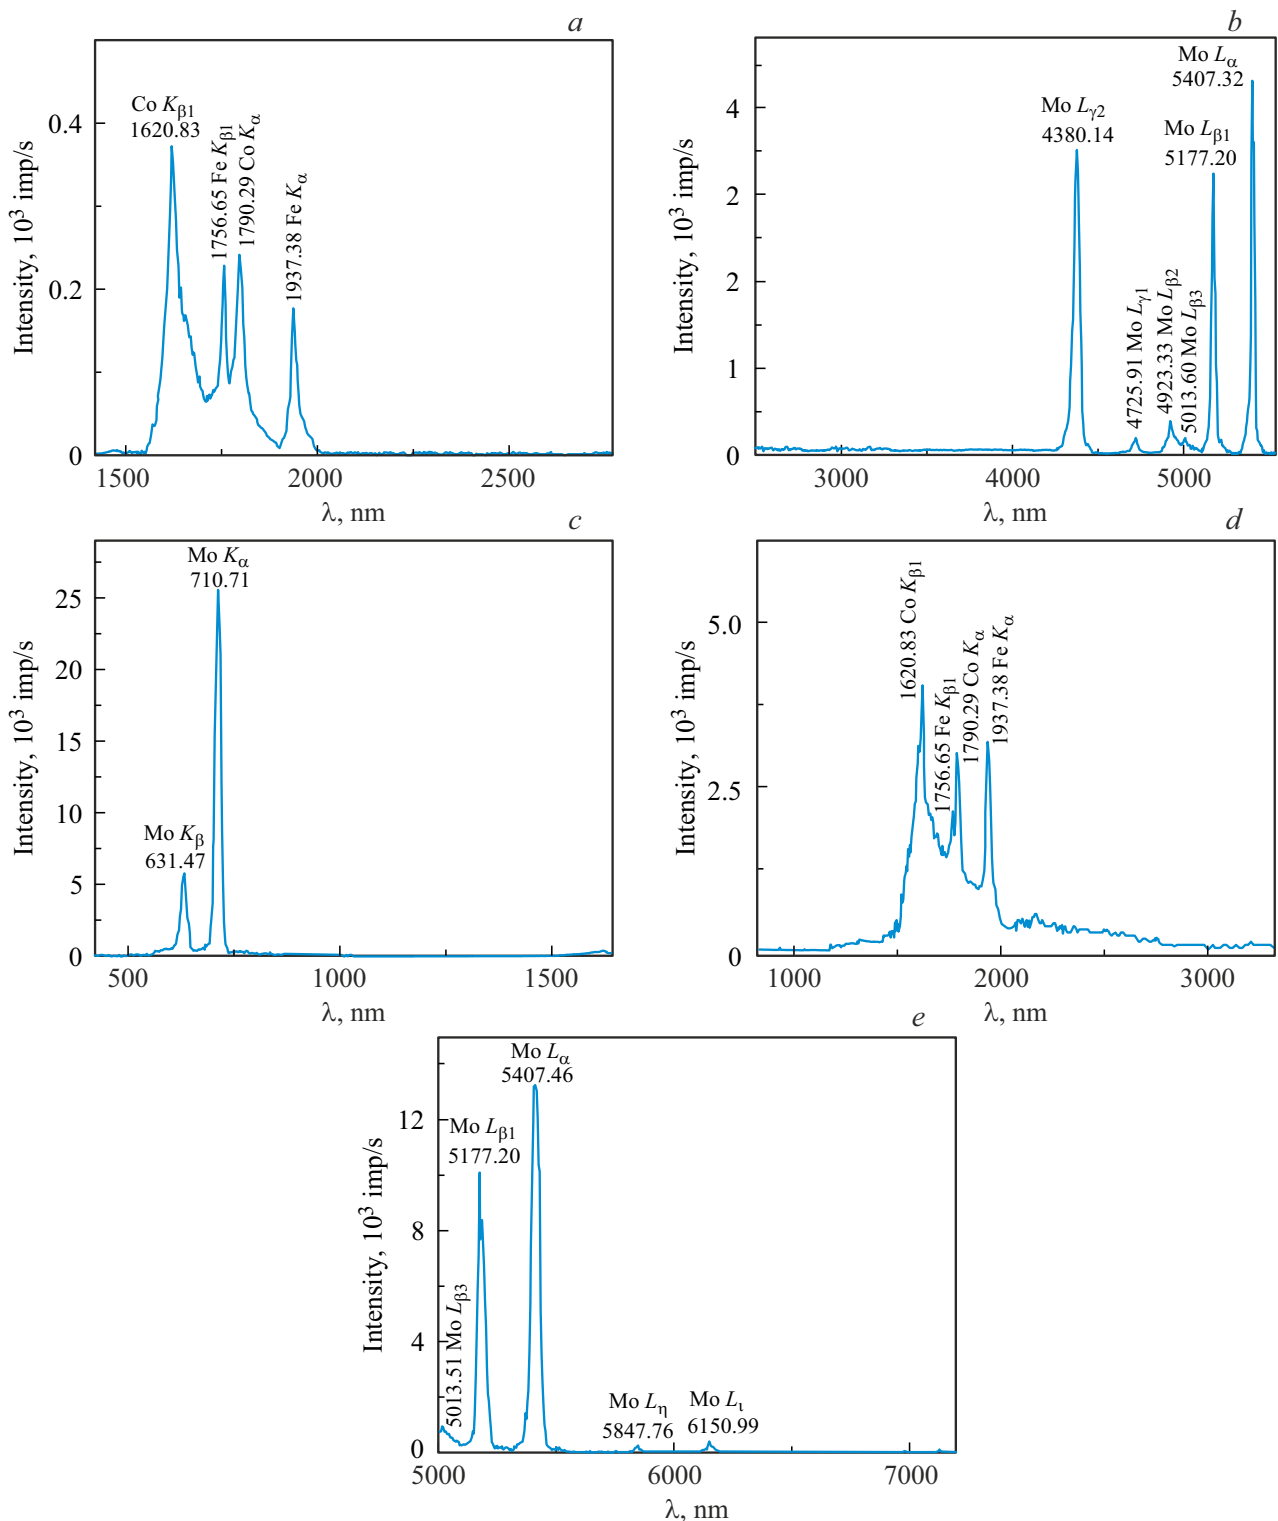 a
Intensity, 10³ imp/s
0.4
0.2
0
Co Kβ1
1620.83
1756.65 Fe Kβ1
1790.29 Co Kα
1937.38 Fe Kα
1500
2000
2500
λ, nm
b
Intensity, 10³ imp/s
4
2
2
1
0
Mo Lγ2
4380.14
4725.91 Mo Lγ1
4923.33 Mo Lβ2
5013.60 Mo Lβ3
Mo Lβ1
5177.20
Mo Lα
5407.32
3000
4000
5000
λ, nm
c
Intensity, 10³ imp/s
25
20
15
10
5
0
Mo Kβ
631.47
Mo Kα
710.71
500
1000
1500
λ, nm
d
Intensity, 10³ imp/s
5.0
2.5
0
1620.83 Co Kβ1
1756.65 Fe Kβ1
1790.29 Co Kα
1937.38 Fe Kα
1000
2000
3000
λ, nm
e
Intensity, 10³ imp/s
12
8
4
0
5013.51 Mo Lβ3
Mo Lβ1
5177.20
Mo Lα
5407.46
Mo Lη
5847.76
Mo Lι
6150.99
5000
6000
7000
λ, nm